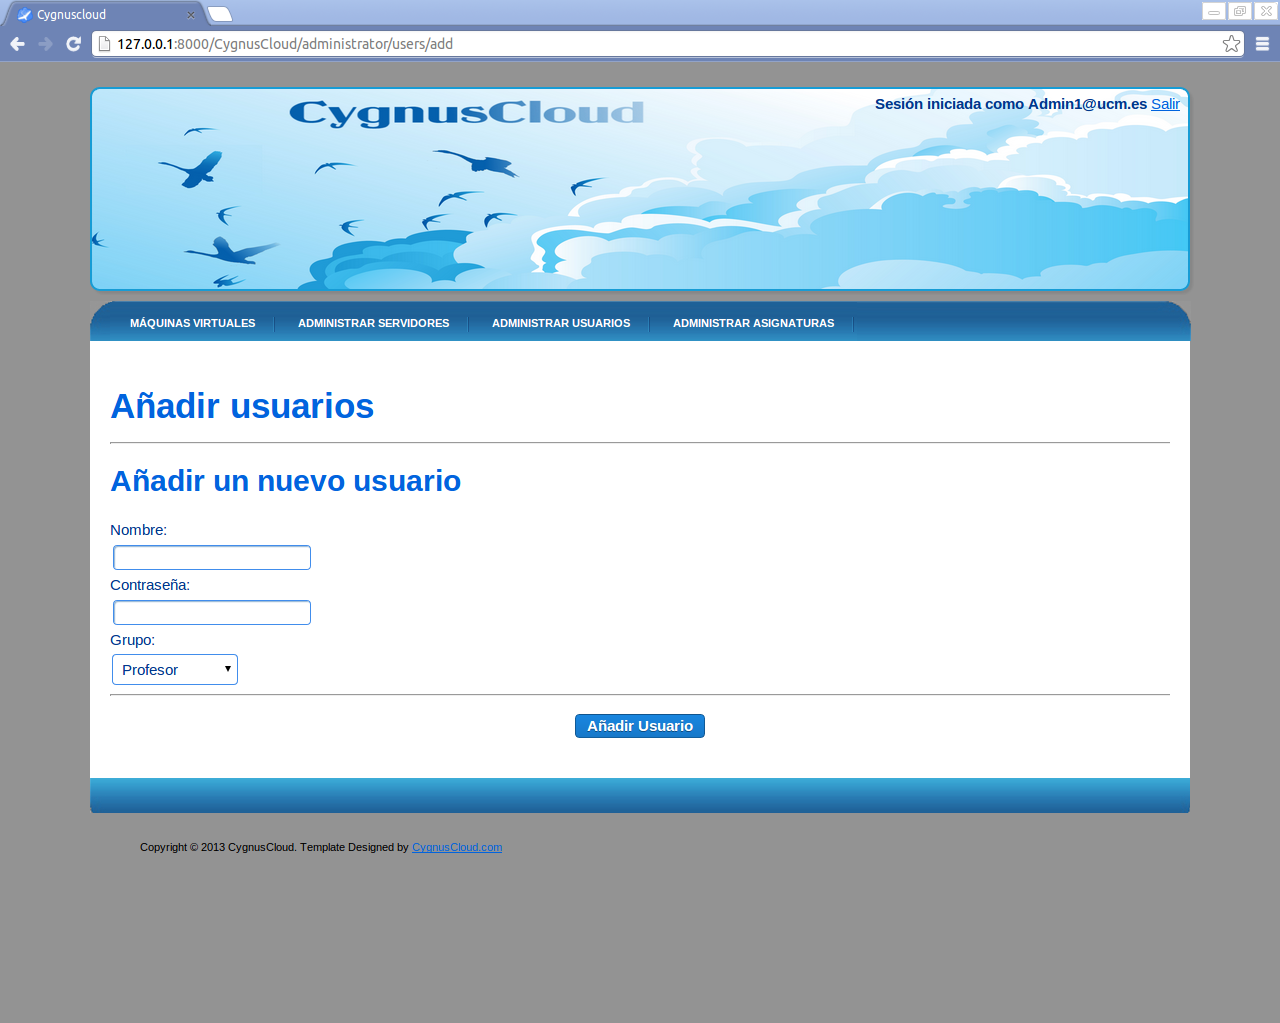 Cygnuscloud
127.0.0.1:8000/CygnusCloud/administrator/users/add
CygnusCloud
Sesión iniciada como Admin1@ucm.es Salir
MÁQUINAS VIRTUALES ADMINISTRAR SERVIDORES ADMINISTRAR USUARIOS ADMINISTRAR ASIGNATURAS
Añadir usuarios
Añadir un nuevo usuario
Nombre:
Contraseña:
Grupo:
Profesor
Añadir Usuario
Copyright © 2013 CygnusCloud. Template Designed by CygnusCloud.com